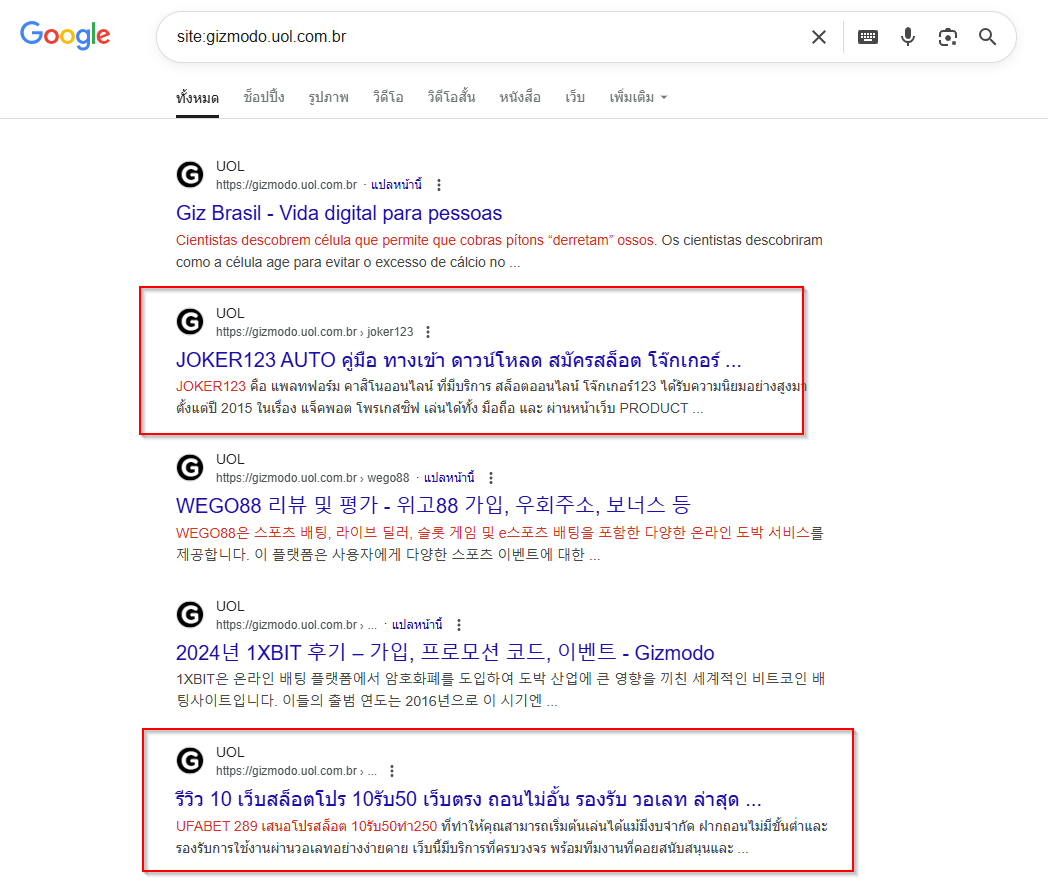 Google
site:gizmodo.uol.com.br
ทั้งหมด ช็อปปิ้ง รูปภาพ วิดีโอ วิดีโอสั้น หนังสือ เว็บ เพิ่มเติม
UOL
https://gizmodo.uol.com.br · แปลหน้านี้
Giz Brasil - Vida digital para pessoas
Cientistas descobrem célula que permite que cobras pítons “derretam” ossos. Os cientistas descobriram
como a célula age para evitar o excesso de cálcio no ...
UOL
https://gizmodo.uol.com.br › joker123
JOKER123 AUTO คู่มือ ทางเข้า ดาวน์โหลด สมัครสล็อต โจ๊กเกอร์ ...
JOKER123 คือ แพลทฟอร์ม คาสิโนออนไลน์ ที่มีบริการ สล็อตออนไลน์ โจ๊กเกอร์123 ได้รับความนิยมอย่างสูงมา
ตั้งแต่ปี 2015 ในเรื่อง แจ็คพอต โพรเกสซิฟ เล่นได้ทั้ง มือถือ และ ผ่านหน้าเว็บ PRODUCT ...
UOL
https://gizmodo.uol.com.br › wego88 · แปลหน้านี้
WEGO88 리뷰 및 평가 - 위고88 가입, 우회주소, 보너스 등
WEGO88은 스포츠 배팅, 라이브 딜러, 슬롯 게임 및 e스포츠 배팅을 포함한 다양한 온라인 도박 서비스를
제공합니다. 이 플랫폼은 사용자에게 다양한 스포츠 이벤트에 대한 ...
UOL
https://gizmodo.uol.com.br › ... · แปลหน้านี้
2024년 1XBIT 후기 – 가입, 프로모션 코드, 이벤트 - Gizmodo
1XBIT은 온라인 배팅 플랫폼에서 암호화폐를 도입하여 도박 산업에 큰 영향을 끼친 세계적인 비트코인 배
팅사이트입니다. 이들의 출범 연도는 2016년으로 이 시기엔 ...
UOL
https://gizmodo.uol.com.br › ...
รีวิว 10 เว็บสล็อตโปร 10รับ50 เว็บตรง ถอนไม่อั้น รองรับ วอเลท ล่าสุด ...
UFABET 289 เสนอโปรสล็อต 10รับ50ทํา250 ที่ทำให้คุณสามารถเริ่มต้นเล่นได้แม้มีงบจำกัด ฝากถอนไม่มีขั้นต่ำและ
รองรับการใช้งานผ่านวอเลทอย่างง่ายดาย เว็บนี้มีบริการที่ครบวงจร พร้อมทีมงานที่คอยสนับสนุนและ ...